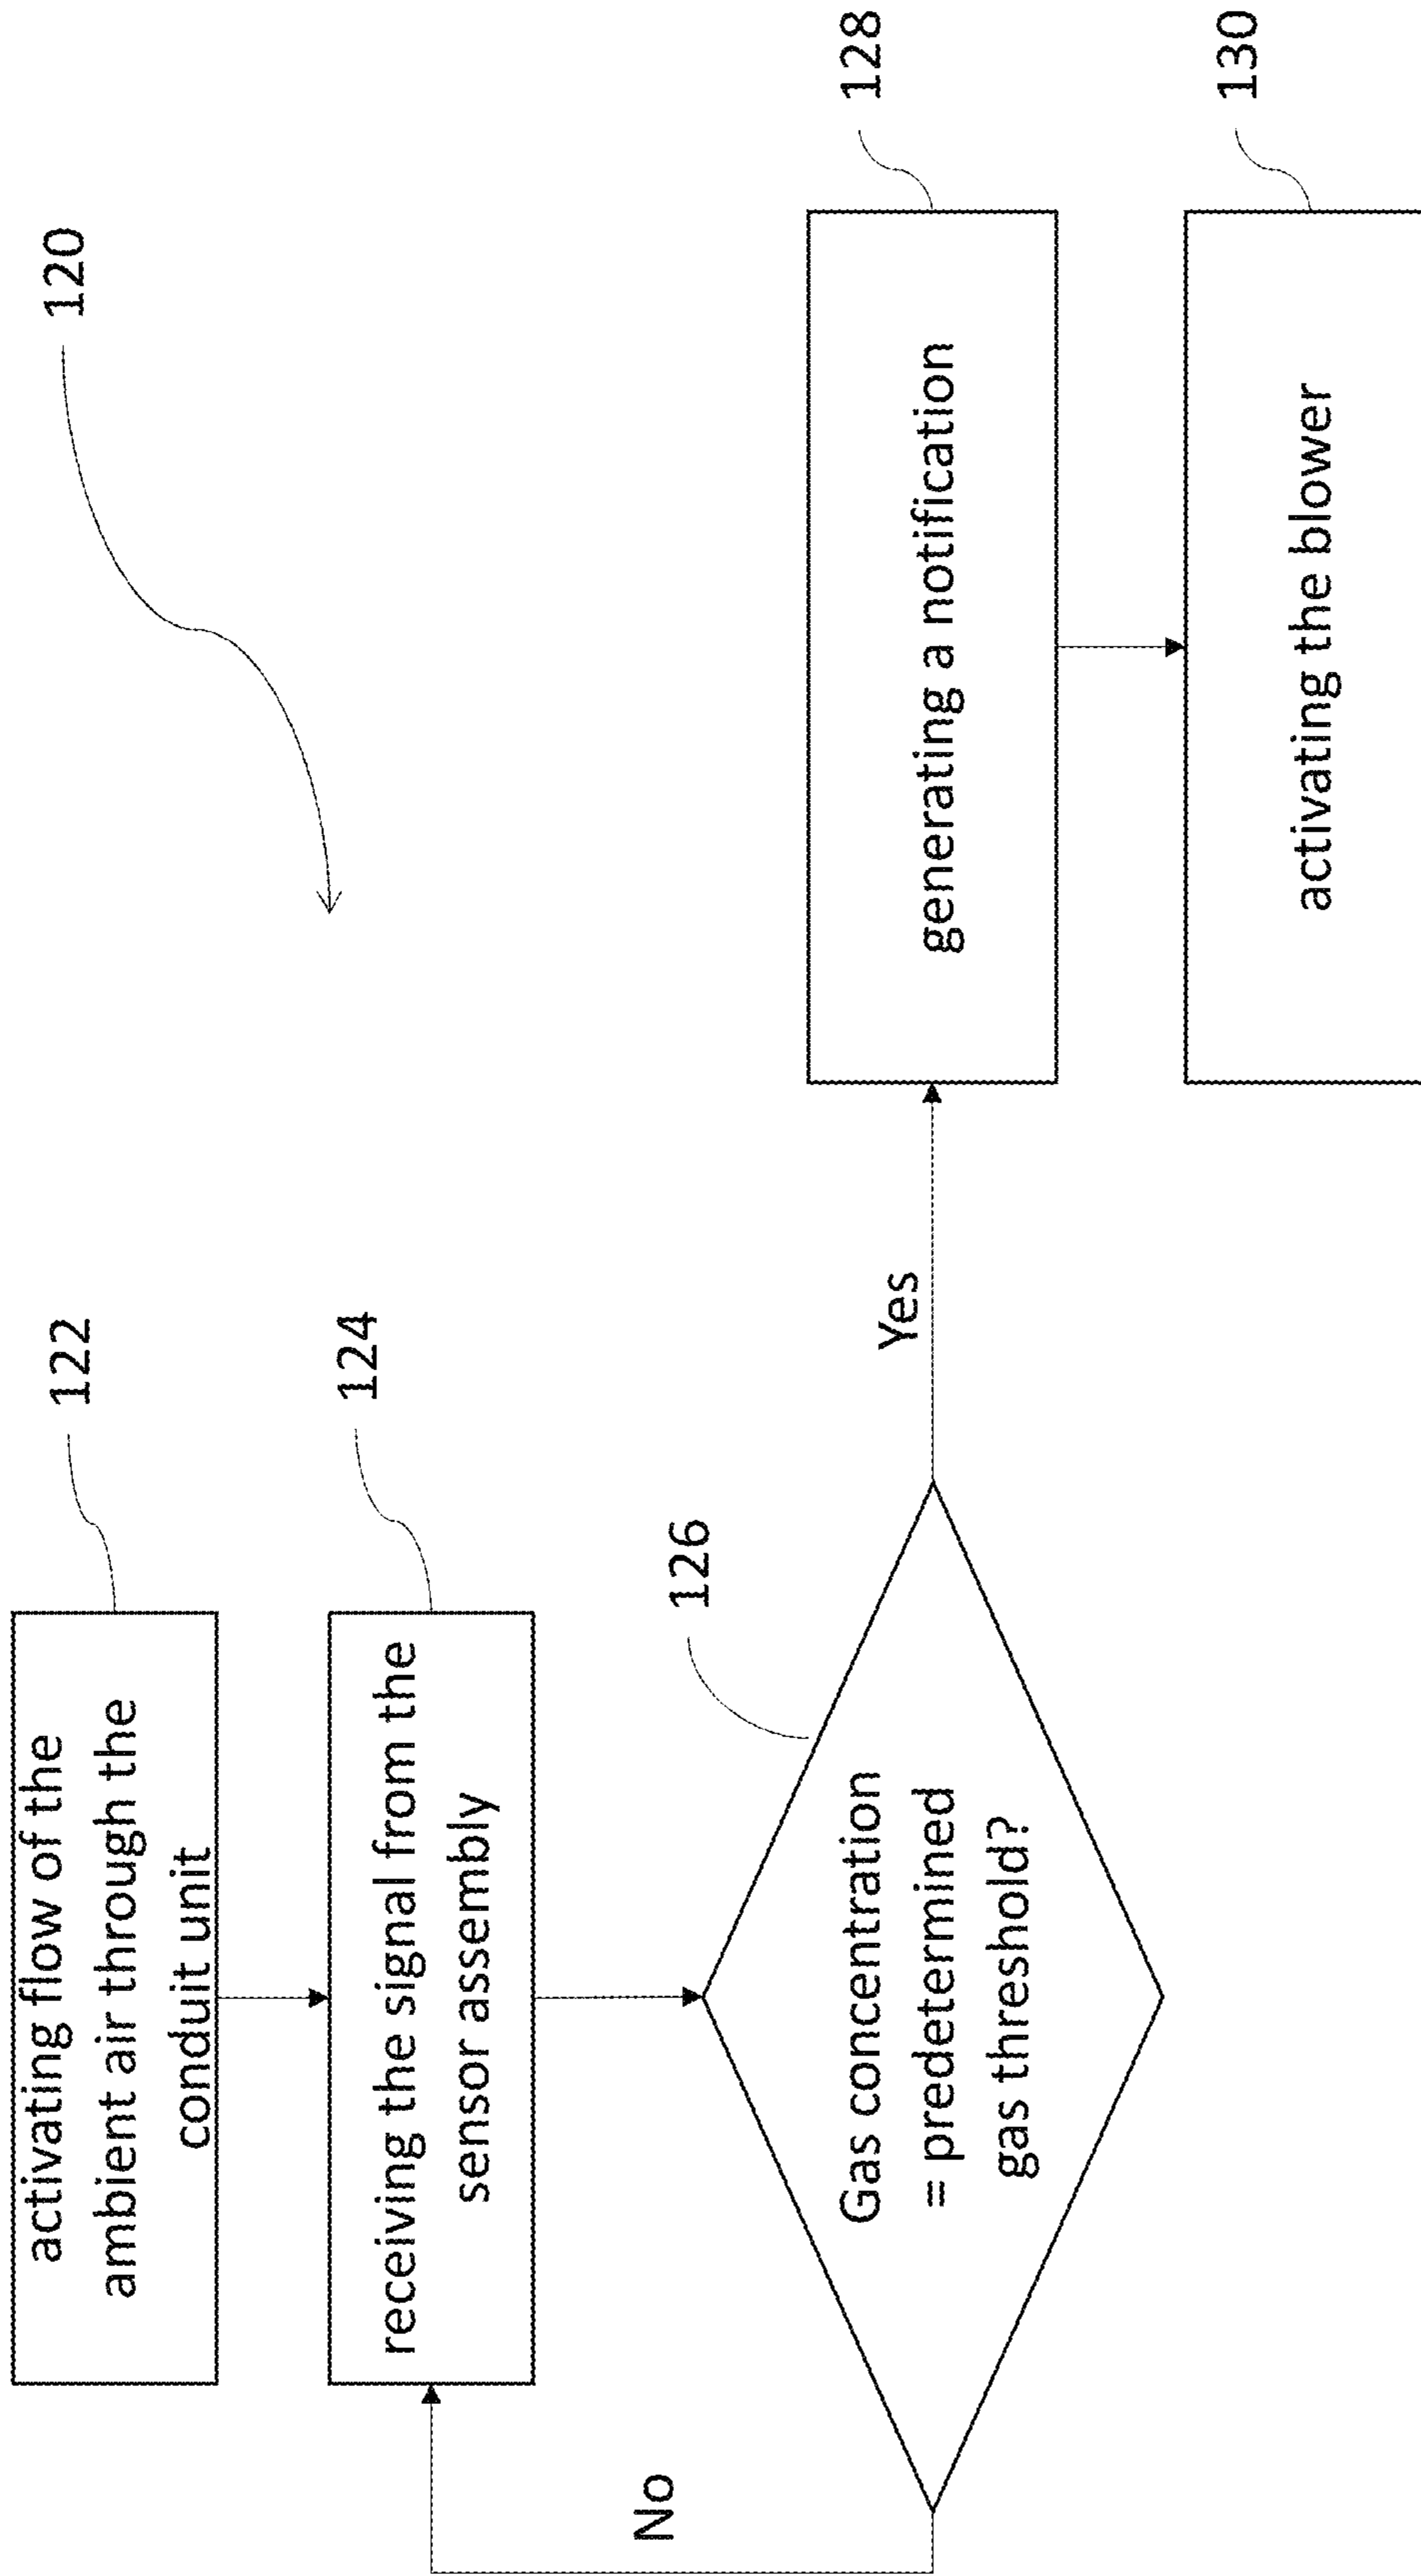 120
activating flow of the
ambient air through the
conduit unit
122
receiving the signal from the
sensor assembly
124
Gas concentration
= predetermined
gas threshold?
126
No
Yes
generating a notification
128
activating the blower
130